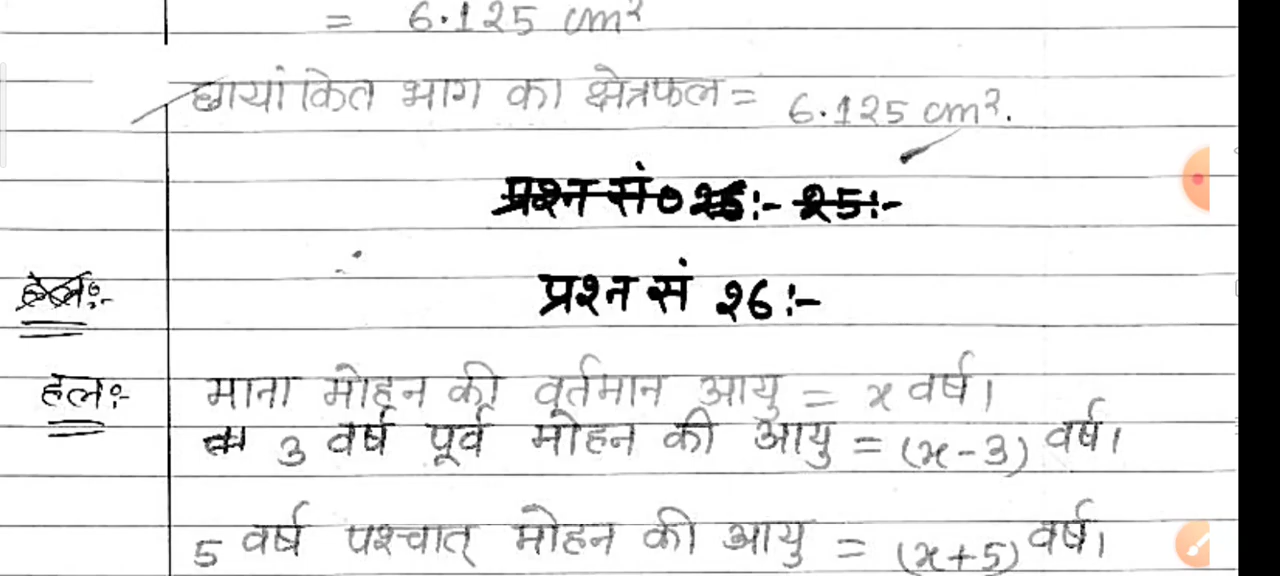 = 6.125 cm²
छायांकित भाग का क्षेत्रफल = 6.125 cm².
प्रश्न सं० 25:- 25:-
प्रश्न सं 26:-
हल:-
हल:- माना मोहन की वर्तमान आयु = x वर्ष।
3 वर्ष पूर्व मोहन की आयु = (x-3) वर्ष।
5 वर्ष पश्चात् मोहन की आयु = (x+5) वर्ष।